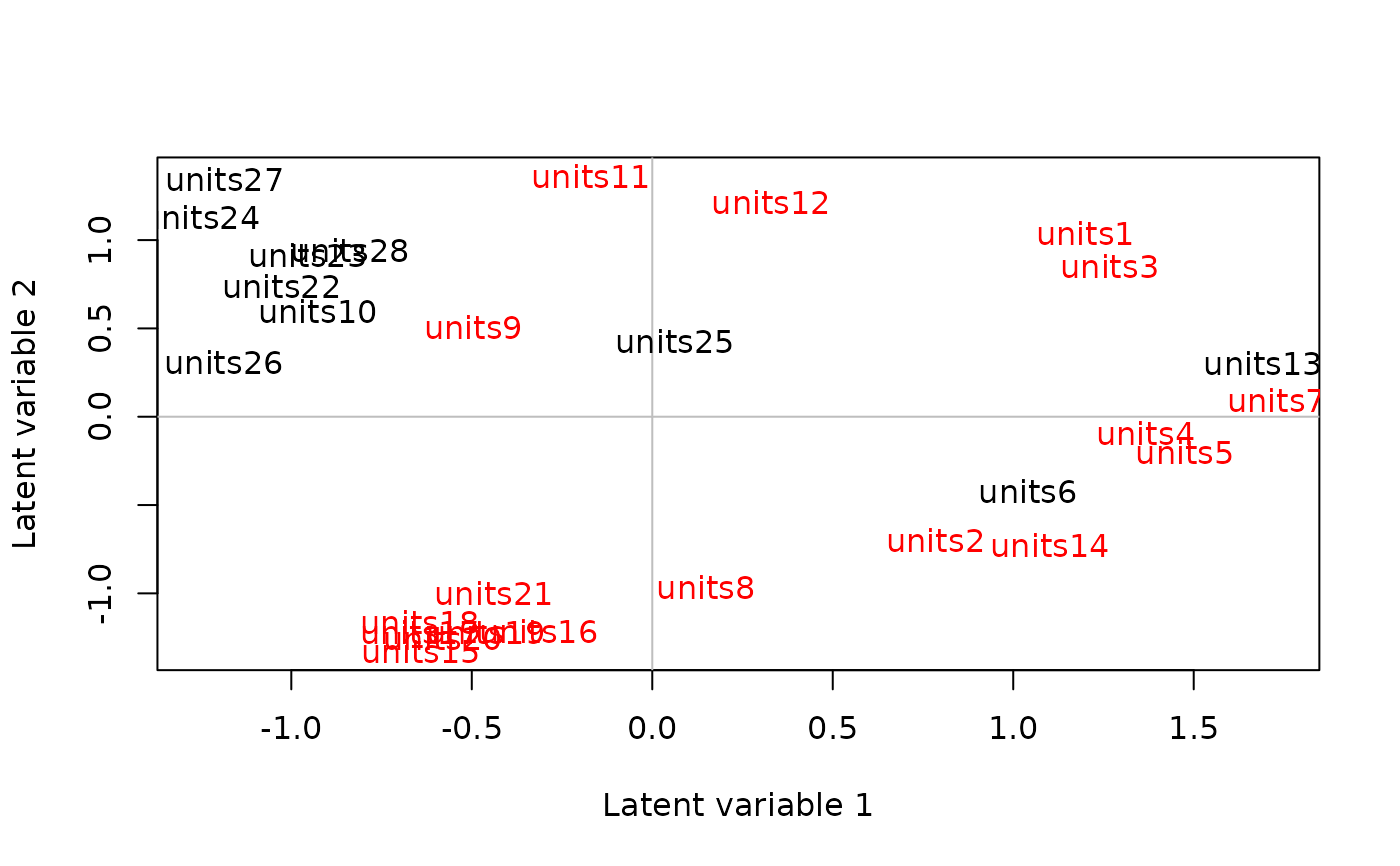 units27
units11
units12
nits24
units1
units28
units23
units3
units22
units10
units9
units25
units26
units13
units7
units4
units5
units6
units2
units14
units8
units21
units18
units19
units16
units20
units15
1.0
0.5
0.0
-1.0
-1.0
-0.5
0.0
0.5
1.0
1.5
Latent variable 1
Latent variable 2